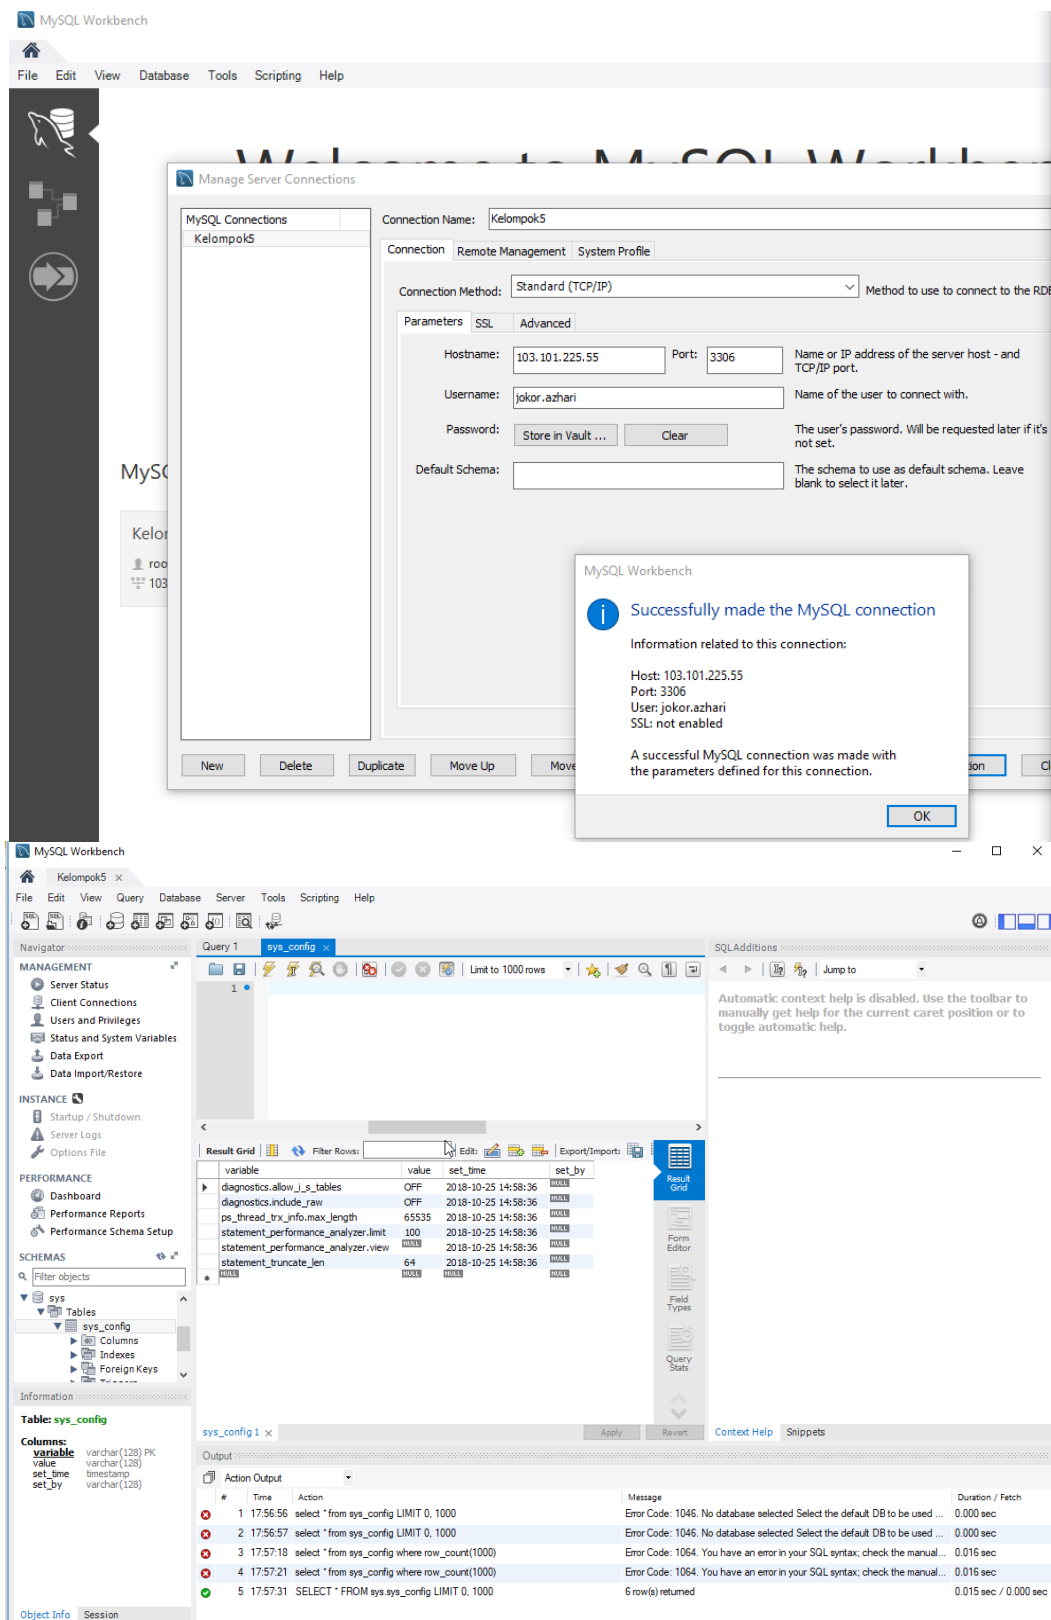 MySQL Workbench
File Edit View Database Tools Scripting Help
Manage Server Connections
MySQL Connections
Kelompok5
Connection Name: Kelompok5
Connection Remote Management System Profile
Connection Method: Standard (TCP/IP) Method to use to connect to the
Parameters SSL Advanced
Hostname: 103.101.225.55 Port: 3306 Name or IP address of the server host - and
TCP/IP port.
Username: jokor.azhari Name of the user to connect with.
Password: Store in Vault ... Clear The user's password. Will be requested later if it's
not set.
Default Schema: The schema to use as default schema. Leave
blank to select it later.
MySQL Workbench
Successfully made the MySQL connection
Information related to this connection:
Host: 103.101.225.55
Port: 3306
User: jokor.azhari
SSL: not enabled
A successful MySQL connection was made with
the parameters defined for this connection.
OK
New Delete Duplicate Move Up Move
MySQL Workbench
Kelompok5
File Edit View Query Database Server Tools Scripting Help
Navigator
MANAGEMENT
Server Status
Client Connections
Users and Privileges
Status and System Variables
Data Export
Data Import/Restore
INSTANCE
Startup / Shutdown
Server Logs
Options File
PERFORMANCE
Dashboard
Performance Reports
Performance Schema Setup
SCHEMAS
Filter objects
sys
Tables
sys_config
Columns
Indexes
Foreign Keys
Triggers
Information
Table: sys_config
Columns:
variable varchar(128) PK
value varchar(128)
set_time timestamp
set_by varchar(128)
Object Info Session
Query 1 sys_config
Limit to 1000 rows
1
Result Grid Filter Rows: Edit: Export/Import:
variable value set_time set_by
diagnostics.allow_i_s_tables OFF 2018-10-25 14:58:36 NULL
diagnostics.include_raw OFF 2018-10-25 14:58:36 NULL
ps_thread_trx_info.max_length 65535 2018-10-25 14:58:36 NULL
statement_performance_analyzer.limit 100 2018-10-25 14:58:36 NULL
statement_performance_analyzer.view NULL 2018-10-25 14:58:36 NULL
statement_truncate_len 64 2018-10-25 14:58:36 NULL
NULL NULL NULL NULL
Result
Grid
Form
Editor
Field
Types
Query
Stats
sys_config 1 Apply Revert
SQLAdditions
Jump to
Automatic context help is disabled. Use the toolbar to
manually get help for the current caret position or to
toggle automatic help.
Context Help Snippets
Output
Action Output
# Time Action Message Duration / Fetch
1 17:56:56 select * from sys_config LIMIT 0, 1000 Error Code: 1046. No database selected Select the default DB to be used ... 0.000 sec
2 17:56:57 select * from sys_config LIMIT 0, 1000 Error Code: 1046. No database selected Select the default DB to be used ... 0.000 sec
3 17:57:18 select * from sys_config where row_count(1000) Error Code: 1064. You have an error in your SQL syntax; check the manual... 0.016 sec
4 17:57:21 select * from sys_config where row_count(1000) Error Code: 1064. You have an error in your SQL syntax; check the manual... 0.016 sec
5 17:57:31 SELECT * FROM sys.sys_config LIMIT 0, 1000 6 row(s) returned 0.015 sec / 0.000 sec